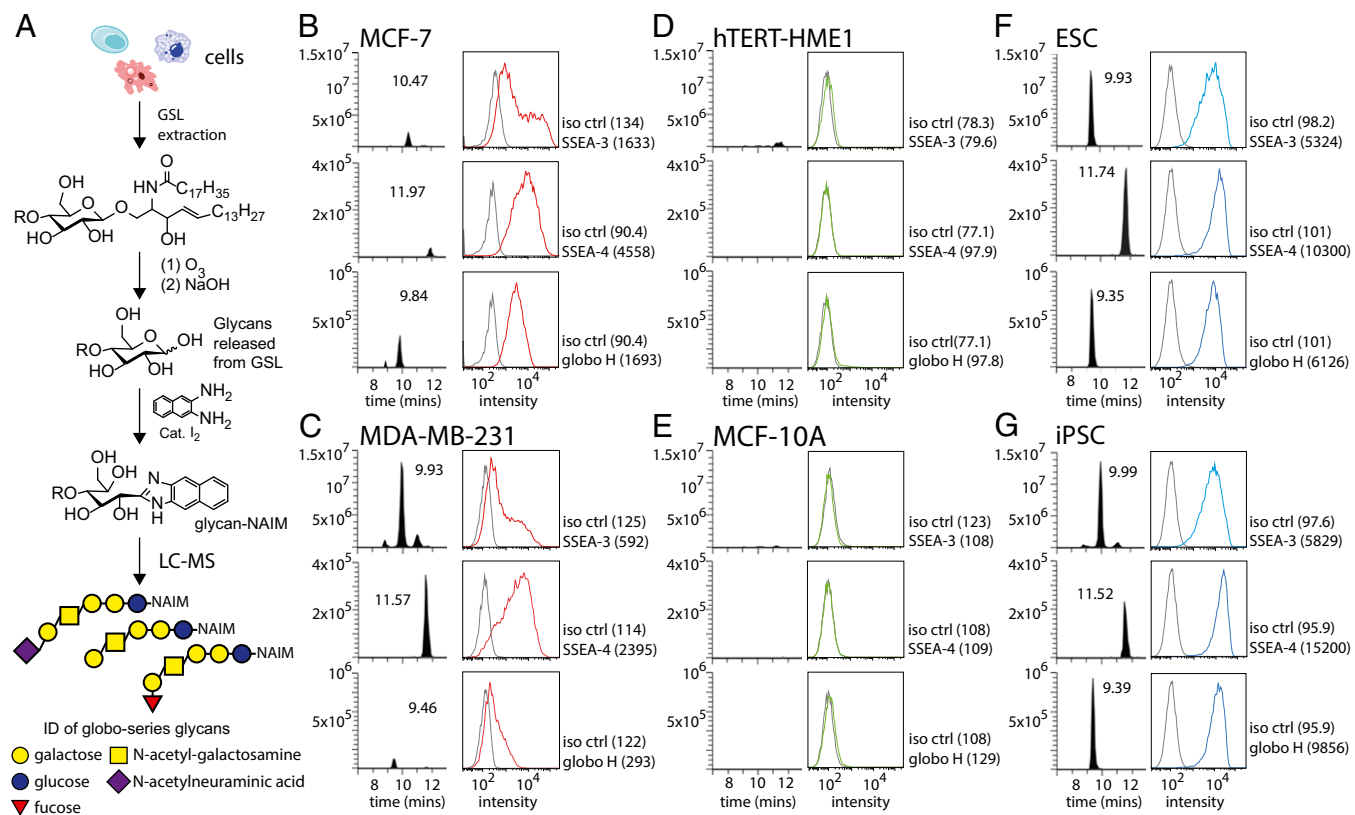 A
cells
GSL
extraction
OH
O
HN
C17H35
O
O
RO
HO
OH
C13H27
OH
(1) O3
(2) NaOH
OH
O
OH
RO
HO
OH
Glycans
released
from GSL
NH2
NH2
Cat. I2
OH
OH
RO
N
HO
OH
N
H
glycan-NAIM
LC-MS
NAIM
NAIM
NAIM
ID of globo-series glycans
galactose
N-acetyl-galactosamine
glucose
N-acetylneuraminic acid
fucose
B
MCF-7
1.5x10^7
10^7
5x10^6
10.47
iso ctrl (134)
SSEA-3 (1633)
4x10^5
2x10^5
11.97
iso ctrl (90.4)
SSEA-4 (4558)
10^6
5x10^5
9.84
iso ctrl (90.4)
globo H (1693)
8 10 12
time (mins)
10^2 10^4
intensity
C
MDA-MB-231
1.5x10^7
10^7
5x10^6
9.93
iso ctrl (125)
SSEA-3 (592)
4x10^5
2x10^5
11.57
iso ctrl (114)
SSEA-4 (2395)
10^6
5x10^5
9.46
iso ctrl (122)
globo H (293)
8 10 12
time (mins)
10^2 10^4
intensity
D
hTERT-HME1
1.5x10^7
10^7
5x10^6
iso ctrl (78.3)
SSEA-3 (79.6)
4x10^5
2x10^5
iso ctrl (77.1)
SSEA-4 (97.9)
10^6
5x10^5
iso ctrl(77.1)
globo H (97.8)
8 10 12
time (mins)
10^2 10^4
intensity
E
MCF-10A
1.5x10^7
10^7
5x10^6
iso ctrl (123)
SSEA-3 (108)
4x10^5
2x10^5
iso ctrl (108)
SSEA-4 (109)
10^6
5x10^5
iso ctrl (108)
globo H (129)
8 10 12
time (mins)
10^2 10^4
intensity
F
ESC
1.5x10^7
10^7
5x10^6
9.93
iso ctrl (98.2)
SSEA-3 (5324)
4x10^5
2x10^5
11.74
iso ctrl (101)
SSEA-4 (10300)
10^6
5x10^5
9.35
iso ctrl (101)
globo H (6126)
8 10 12
time (mins)
10^2 10^4
intensity
G
iPSC
1.5x10^7
10^7
5x10^6
9.99
iso ctrl (97.6)
SSEA-3 (5829)
4x10^5
2x10^5
11.52
iso ctrl (95.9)
SSEA-4 (15200)
10^6
5x10^5
9.39
iso ctrl (95.9)
globo H (9856)
8 10 12
time (mins)
10^2 10^4
intensity